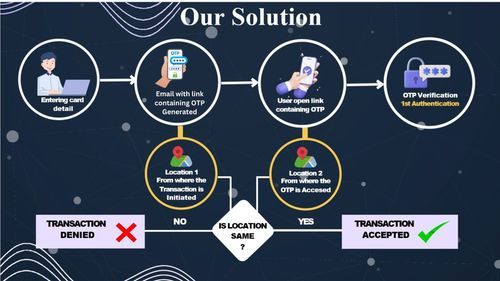 Our Solution
Entering card
detail
OTP
Email with link
containing OTP
Generated
User open link
containing OTP
***
OTP Verification
1st Authentication
Location 1
From where the
Transaction is
Initiated
Location 2
From where the
OTP is Accesed
TRANSACTION
DENIED
NO
IS LOCATION
SAME
?
YES
TRANSACTION
ACCEPTED